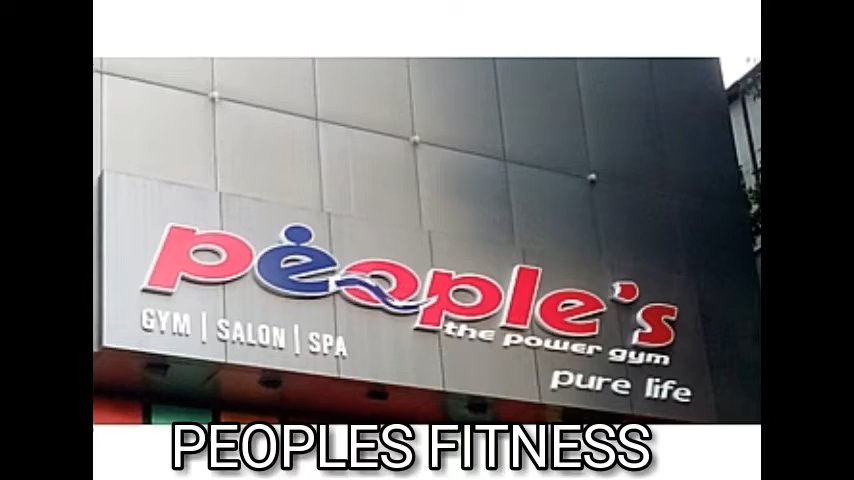 people's
the power gym
GYM | SALON | SPA
pure life
PEOPLES FITNESS